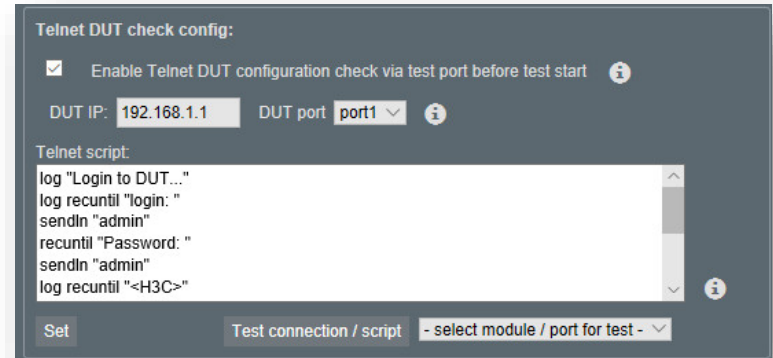 Telnet DUT check config:
Enable Telnet DUT configuration check via test port before test start
DUT IP: 192.168.1.1 DUT port port1
Telnet script:
log "Login to DUT..."
log recuntil "login: "
sendln "admin"
recuntil "Password: "
sendln "admin"
log recuntil "<H3C>"
Set Test connection / script - select module / port for test -